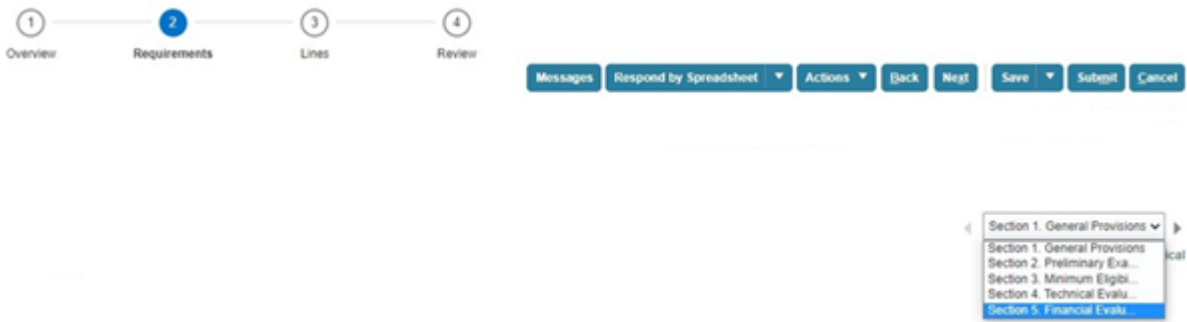 1 2 3 4
Overview Requirements Lines Review
Messages Respond by Spreadsheet Actions Back Next Save Submit Cancel
Section 1. General Provisions
Section 1. General Provisions
ical
Section 2. Preliminary Exa...
Section 3. Minimum Eligibi...
Section 4. Technical Evalu...
Section 5. Financial Evalu...